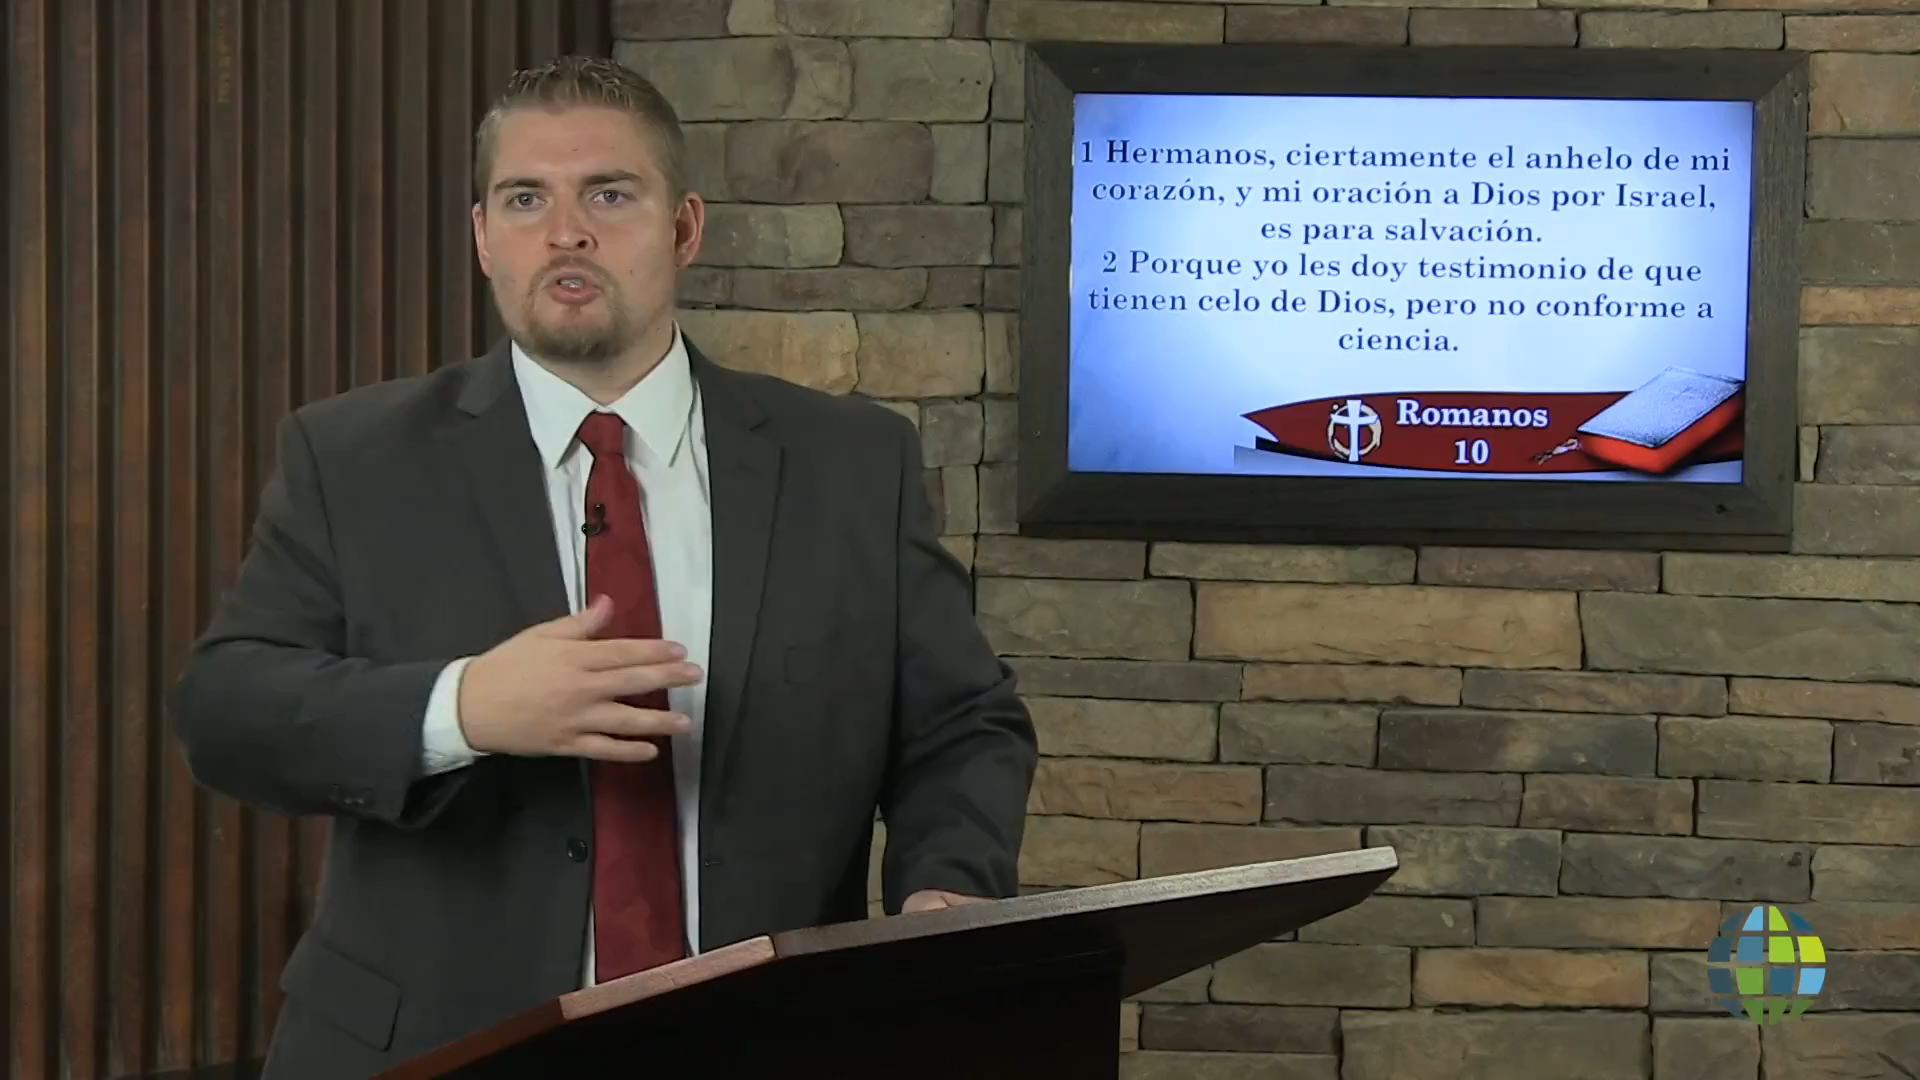 1 Hermanos, ciertamente el anhelo de mi
corazón, y mi oración a Dios por Israel,
es para salvación.
2 Porque yo les doy testimonio de que
tienen celo de Dios, pero no conforme a
ciencia.
Romanos
10